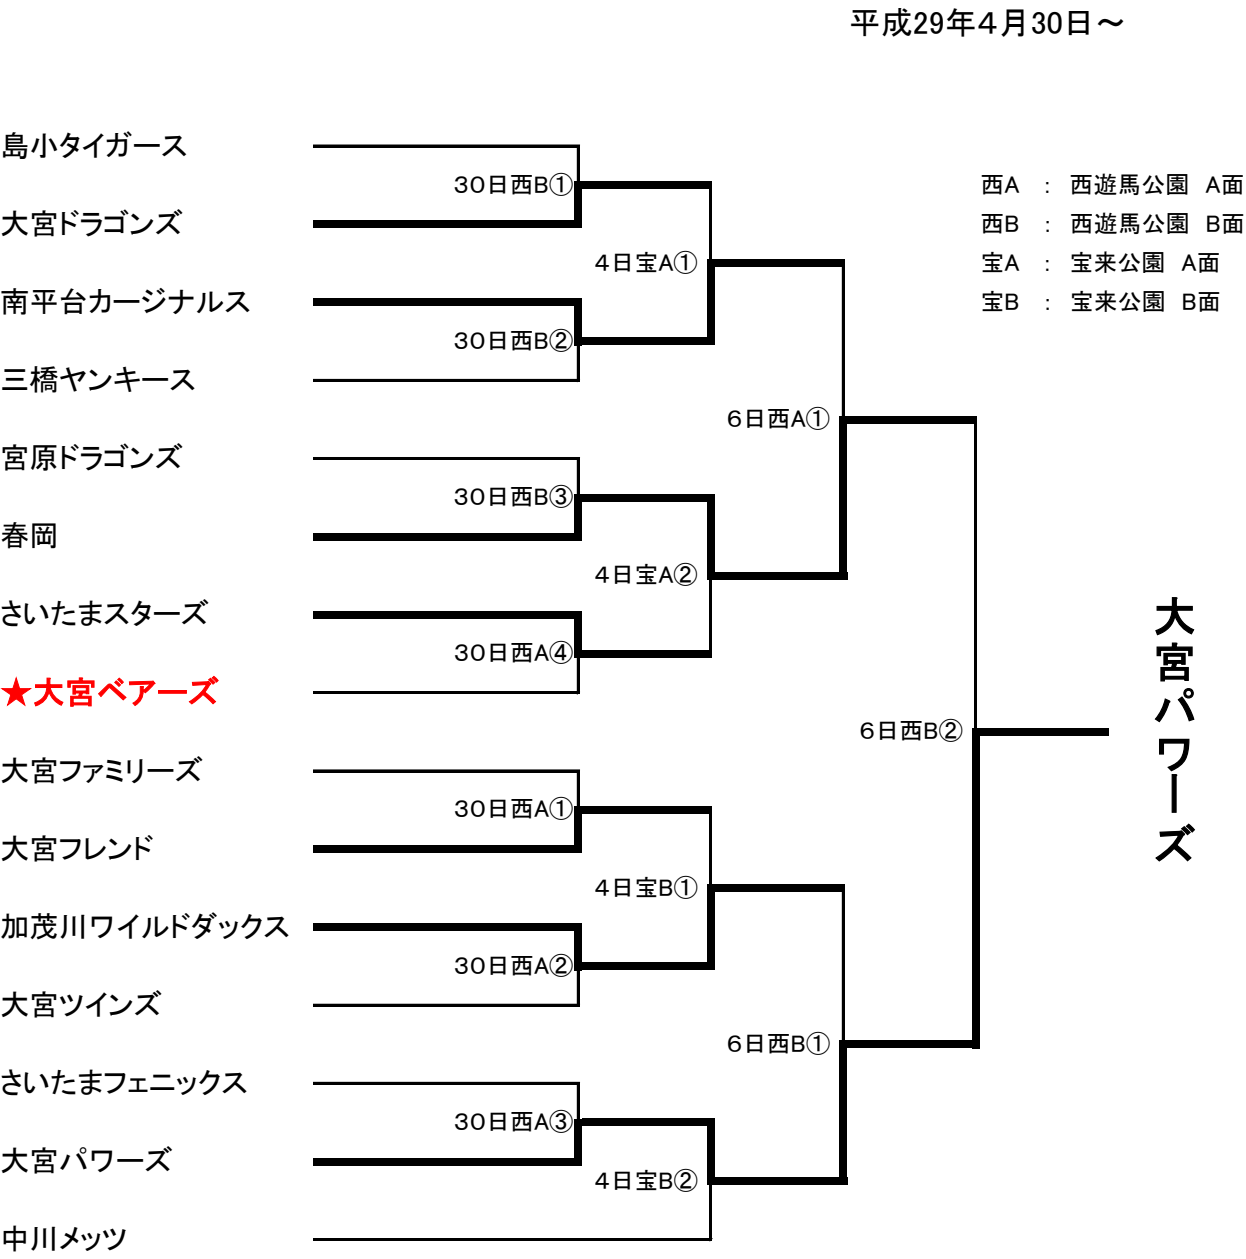 平成29年4月30日～
島小タイガース
30日西B①
西A ： 西遊馬公園 A面
大宮ドラゴンズ
西B ： 西遊馬公園 B面
4日宝A①
宝A ： 宝来公園 A面
南平台カージナルス
宝B ： 宝来公園 B面
30日西B②
三橋ヤンキース
6日西A①
宮原ドラゴンズ
30日西B③
春岡
4日宝A②
さいたまスターズ
30日西A④
★大宮ベアーズ
大宮パワーズ
6日西B②
大宮ファミリーズ
30日西A①
大宮フレンド
4日宝B①
加茂川ワイルドダックス
30日西A②
大宮ツインズ
6日西B①
さいたまフェニックス
30日西A③
大宮パワーズ
4日宝B②
中川メッツ